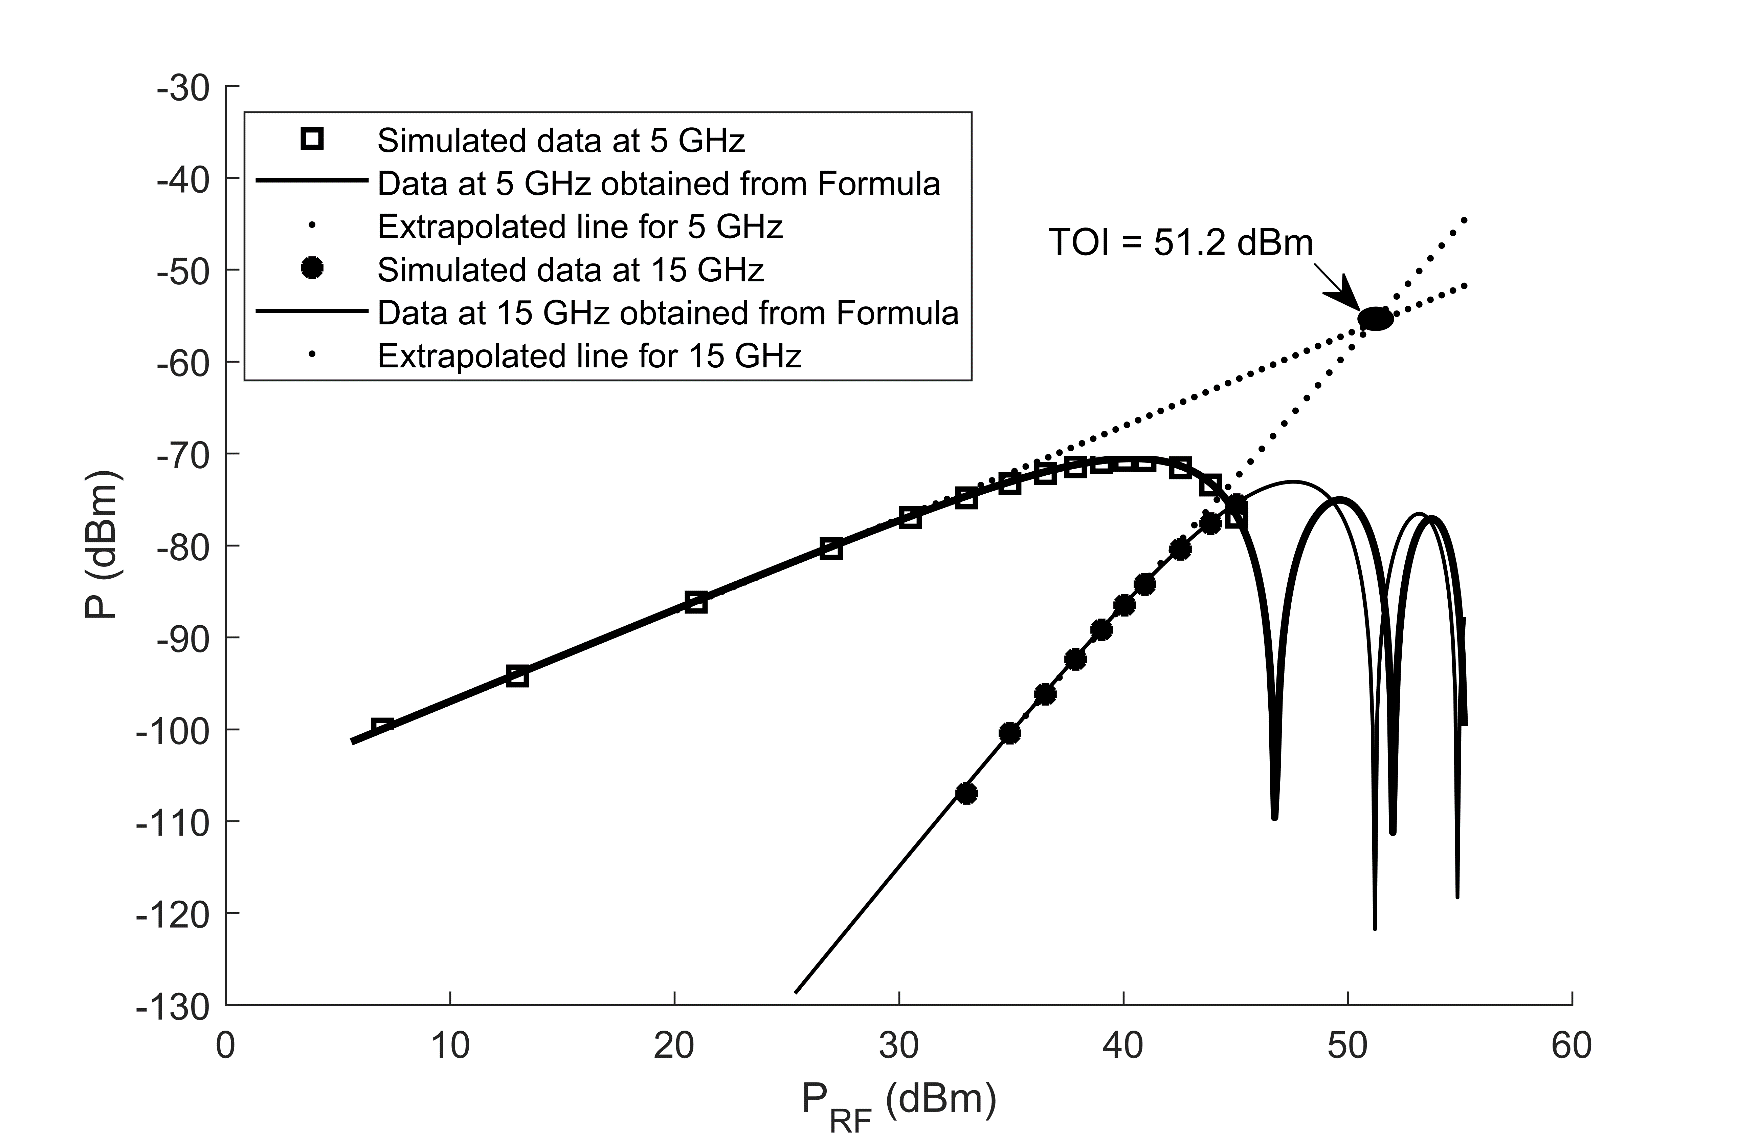 -30
-40
-50
-60
-70
-80
-90
-100
-110
-120
-130
P (dBm)
Simulated data at 5 GHz
Data at 5 GHz obtained from Formula
Extrapolated line for 5 GHz
Simulated data at 15 GHz
Data at 15 GHz obtained from Formula
Extrapolated line for 15 GHz
TOI = 51.2 dBm
0 10 20 30 40 50 60
P_RF (dBm)